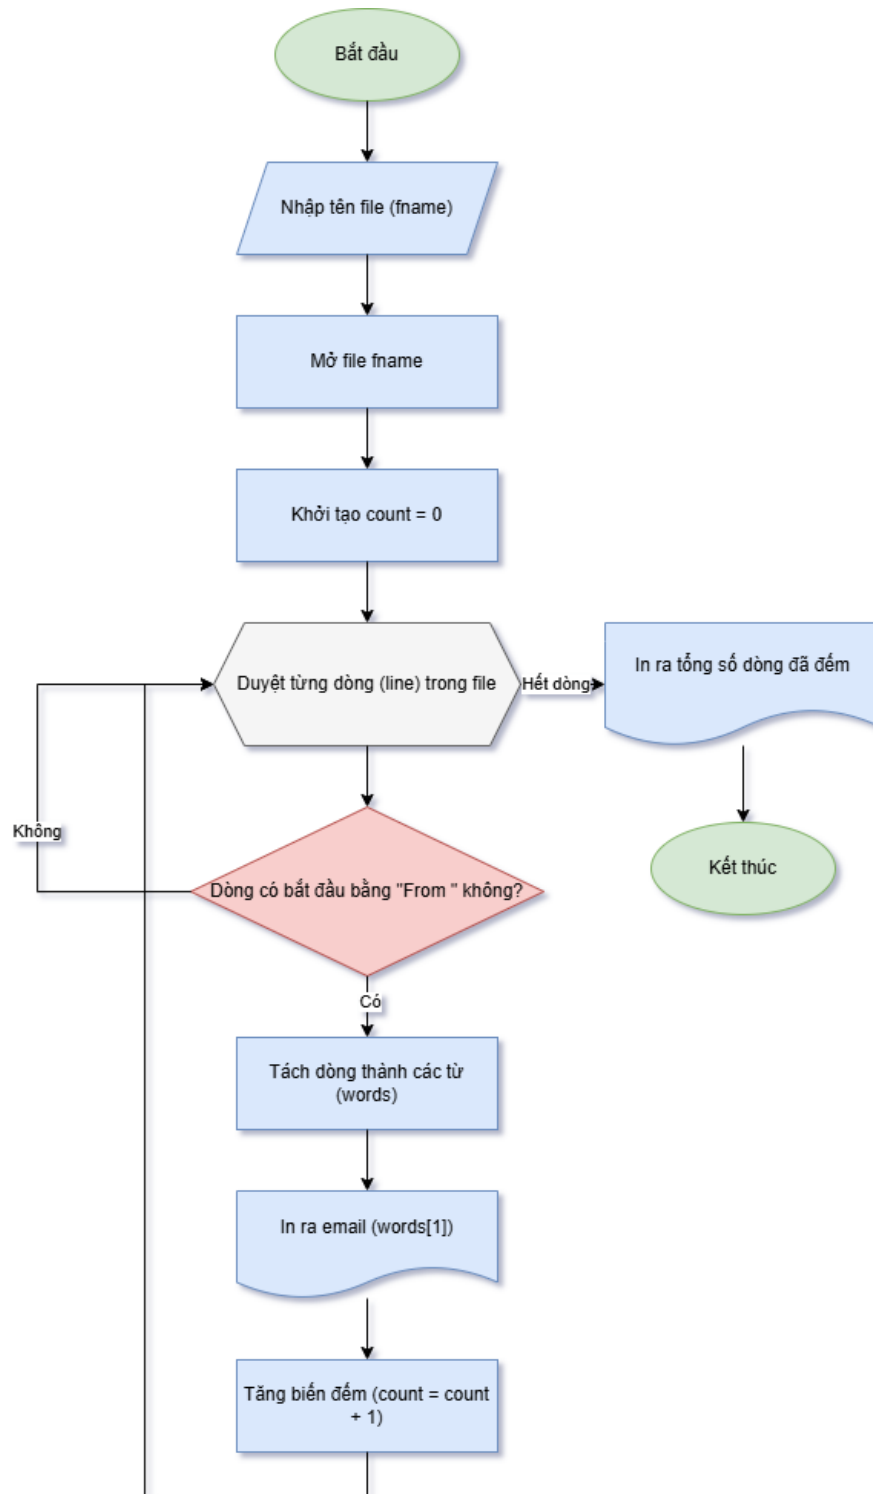 Bắt đầu
Nhập tên file (fname)
Mở file fname
Khởi tạo count = 0
Duyệt từng dòng (line) trong file
Hết dòng
In ra tổng số dòng đã đếm
Kết thúc
Không
Dòng có bắt đầu bằng "From " không?
Có
Tách dòng thành các từ
(words)
In ra email (words[1])
Tăng biến đếm (count = count
+ 1)